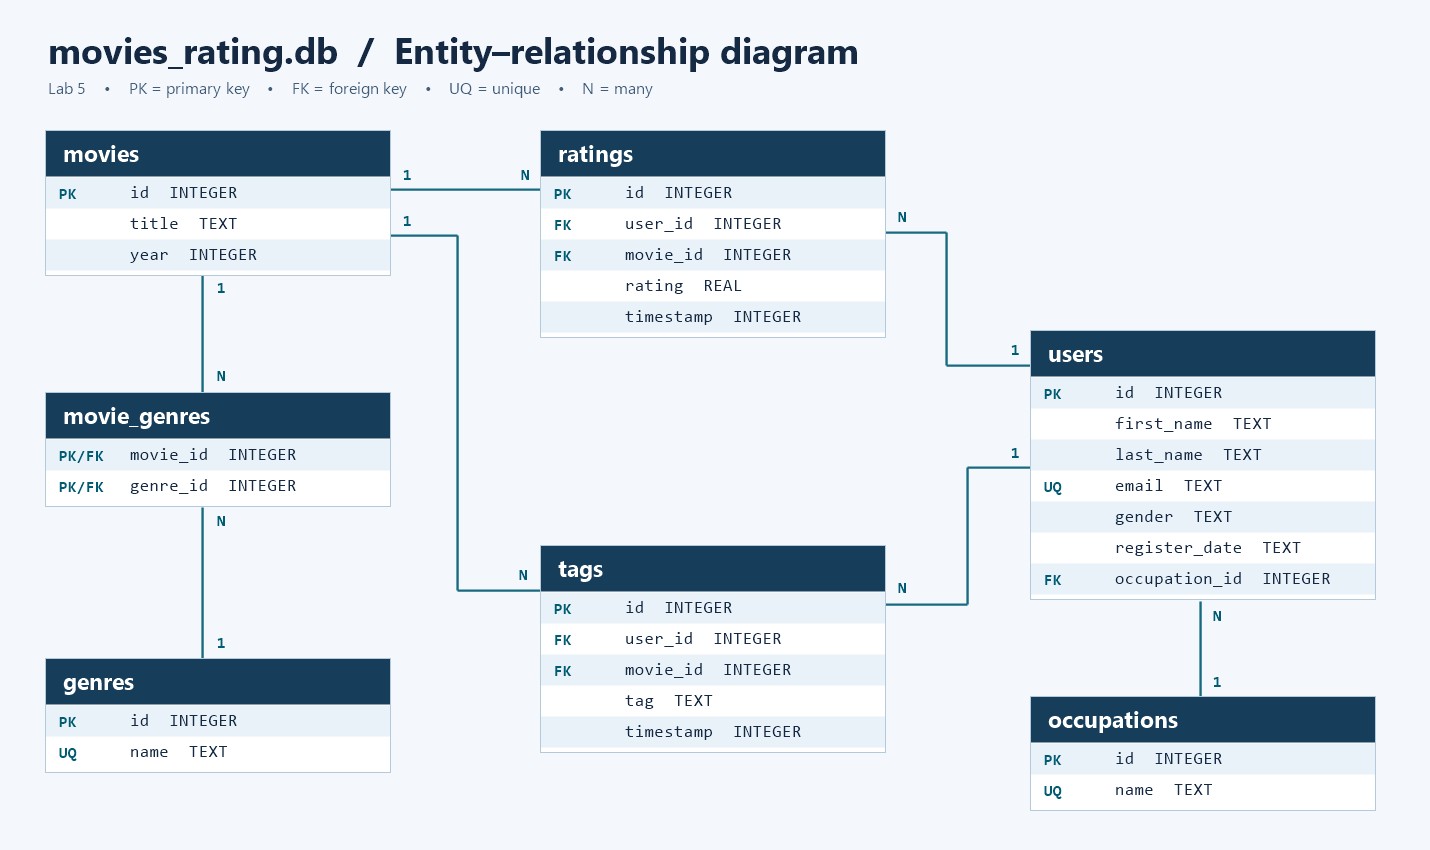 movies_rating.db / Entity–relationship diagram
Lab 5 • PK = primary key • FK = foreign key • UQ = unique • N = many
movies
PK id INTEGER
title TEXT
year INTEGER
1
N
1
1
N
ratings
PK id INTEGER
FK user_id INTEGER
FK movie_id INTEGER
rating REAL
timestamp INTEGER
N
1
users
PK id INTEGER
first_name TEXT
last_name TEXT
UQ email TEXT
gender TEXT
register_date TEXT
FK occupation_id INTEGER
1
N
1
movie_genres
PK/FK movie_id INTEGER
PK/FK genre_id INTEGER
N
1
genres
PK id INTEGER
UQ name TEXT
N
N
tags
PK id INTEGER
FK user_id INTEGER
FK movie_id INTEGER
tag TEXT
timestamp INTEGER
occupations
PK id INTEGER
UQ name TEXT